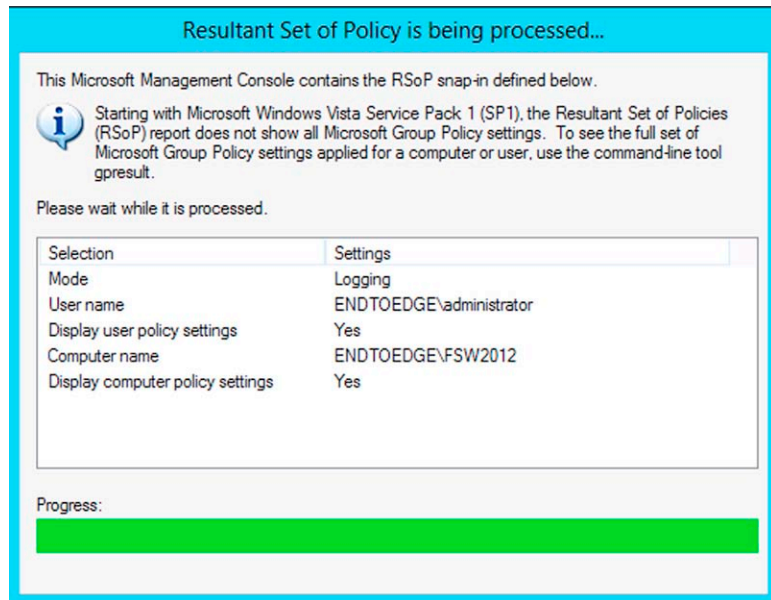 Resultant Set of Policy is being processed...
This Microsoft Management Console contains the RSoP snap-in defined below.
Starting with Microsoft Windows Vista Service Pack 1 (SP1), the Resultant Set of Policies
(RSoP) report does not show all Microsoft Group Policy settings.  To see the full set of
Microsoft Group Policy settings applied for a computer or user, use the command-line tool
gpresult.
Please wait while it is processed.
Selection Settings
Mode Logging
User name ENDTOEDGE\administrator
Display user policy settings Yes
Computer name ENDTOEDGE\FSW2012
Display computer policy settings Yes
Progress: